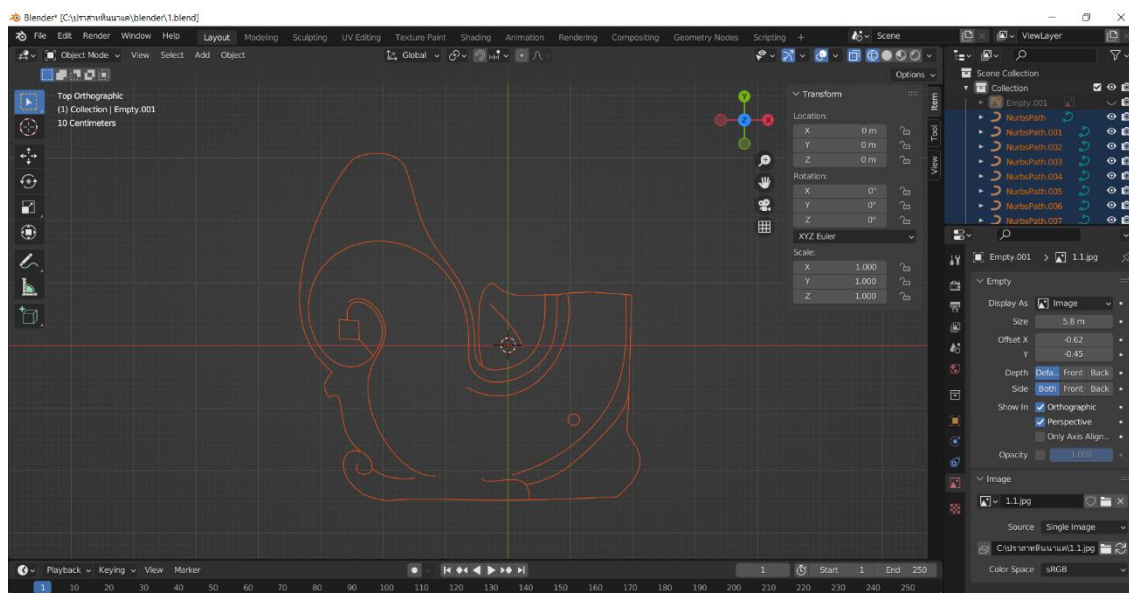 Blender* [C:\ปราสาทหินนาแค\blender\1.blend]
File Edit Render Window Help Layout Modeling Sculpting UV Editing Texture Paint Shading Animation Rendering Compositing Geometry Nodes Scripting + Scene ViewLayer
Object Mode View Select Add Object Global
Options
Top Orthographic
(1) Collection | Empty.001
10 Centimeters
Y
X
Z
Transform
Location:
X 0 m
Y 0 m
Z 0 m
Rotation:
X 0°
Y 0°
Z 0°
XYZ Euler
Scale:
X 1.000
Y 1.000
Z 1.000
Item
Tool
View
Scene Collection
Collection
Empty.001
NurbsPath
NurbsPath.001
NurbsPath.002
NurbsPath.003
NurbsPath.004
NurbsPath.005
NurbsPath.006
NurbsPath.007
Empty.001 > 1.1.jpg
Empty
Display As Image
Size 5.8 m
Offset X -0.62
Y -0.45
Depth Defa.. Front Back
Side Both Front Back
Show In Orthographic
Perspective
Only Axis Align..
Opacity 1.000
Image
1.1.jpg
Source Single Image
C:\ปราสาทหินนาแค\1.1.jpg
Color Space sRGB
Playback Keying View Marker 1 Start 1 End 250
1 10 20 30 40 50 60 70 80 90 100 110 120 130 140 150 160 170 180 190 200 210 220 230 240 250